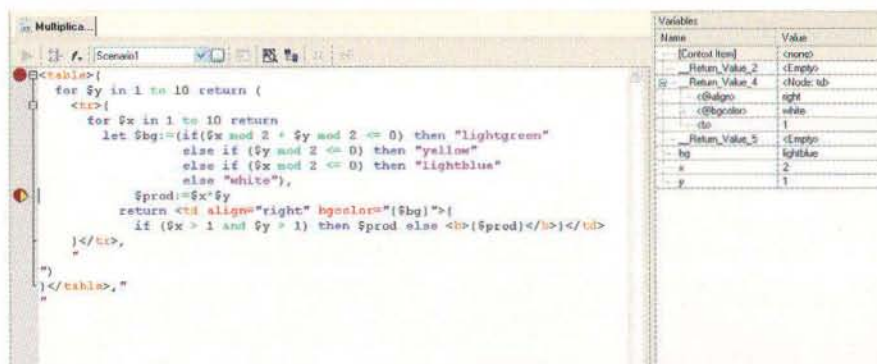 Multiplica...
Scenario1
<table>{
for $y in 1 to 10 return (
<tr>{
for $x in 1 to 10 return
let $bg:=(if($x mod 2 + $y mod 2 <= 0) then "lightgreen"
else if ($y mod 2 <= 0) then "yellow"
else if ($x mod 2 <= 0) then "lightblue"
else "white"),
$prod:=$x*$y
return <td align="right" bgcolor="{$bg}">{
if ($x > 1 and $y > 1) then $prod else <b>{$prod}</b>}</td>
}</tr>,
"
")
}</table>,"
"
Variables
Name Value
[Context Item] <none>
__Return_Value_2 <Empty>
__Return_Value_4 <Node: td>
<@align> right
<@bgcolor> white
<b> 1
__Return_Value_5 <Empty>
bg lightblue
x 2
y 1